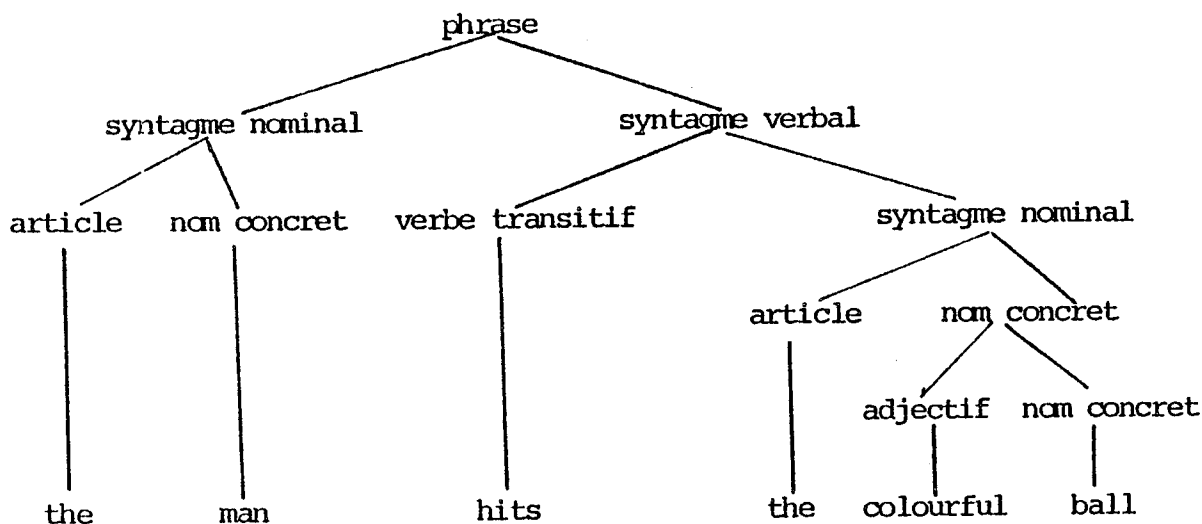 phrase
syntagme nominal syntagme verbal
article nom concret verbe transitif syntagme nominal
article nom concret
adjectif nom concret
the man hits the colourful ball